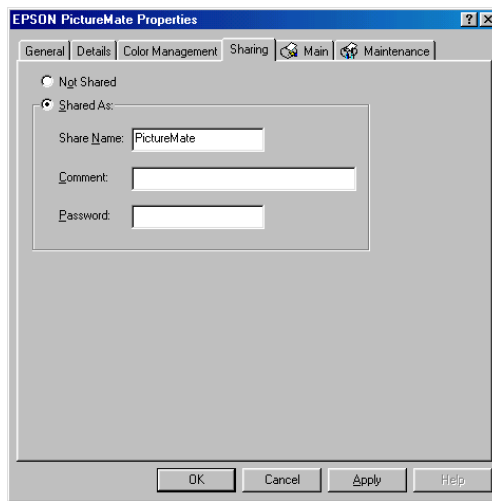 EPSON PictureMate Properties
General Details Color Management Sharing Main Maintenance
Not Shared
Shared As:
Share Name: PictureMate
Comment:
Password:
OK Cancel Apply Help